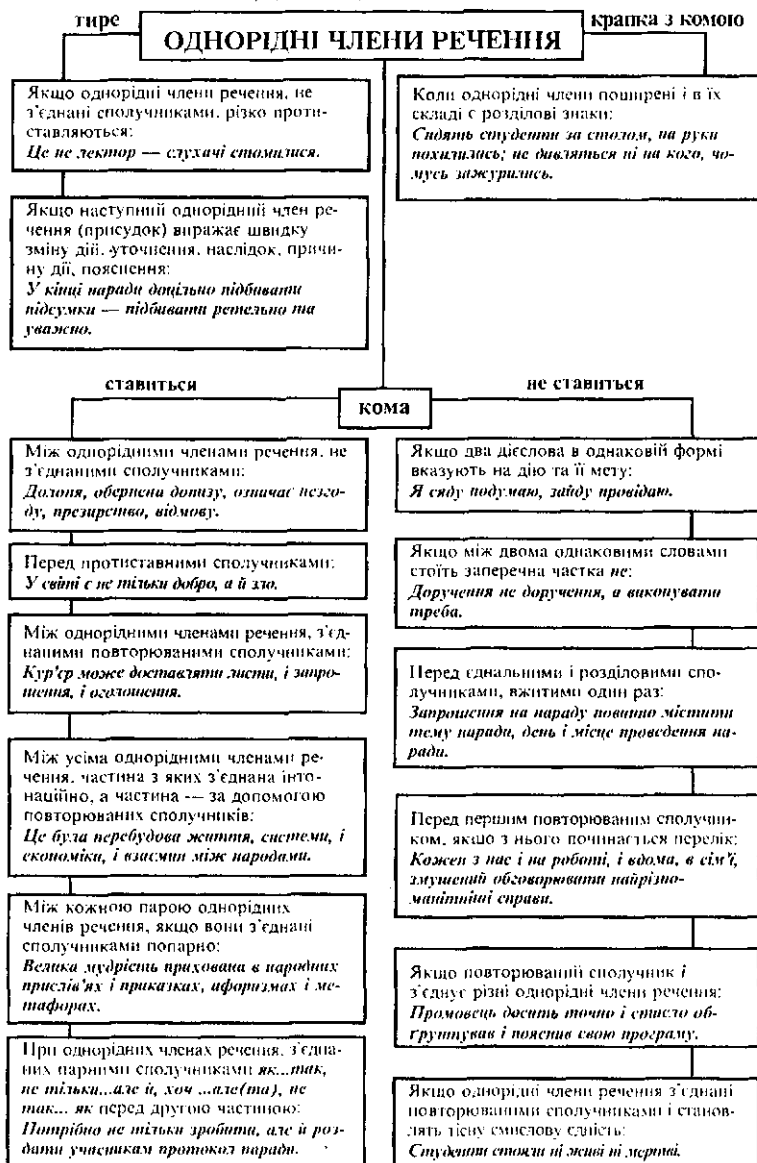 тире
крапка з комою
ОДНОРІДНІ ЧЛЕНИ РЕЧЕННЯ
Якщо однорідні члени речення, не
з'єднані сполучниками, різко проти-
ставляються:
Це не лектор — слухачі стомилися.
Якщо наступний однорідний член ре-
чення (присудок) виражає швидку
зміну дій, уточнення, наслідок, причи-
ну дії, пояснення:
У кінці наради доцільно підбивати
підсумки — підбивати ретельно та
уважно.
Коли однорідні члени поширені і в їх
складі є розділові знаки:
Сидять студенти за столом, на руки
похилились; не дивляться ні на кого, чо-
мусь зажурились.
ставиться
не ставиться
кома
Між однорідними членами речення, не
з'єднаними сполучниками:
Долоня, обернена донизу, означає незго-
ду, презирство, відмову.
Перед протиставними сполучниками:
У світі є не тільки добро, а й зло.
Між однорідними членами речення, з'єд-
наними повторюваними сполучниками:
Кур'єр може доставляти листи, і запро-
шення, і оголошення.
Між усіма однорідними членами ре-
чення, частина з яких з'єднана інто-
наційно, а частина — за допомогою
повторюваних сполучників:
Це була перебудова життя, системи, і
економіки, і взаємин між народами.
Між кожною парою однорідних
членів речення, якщо вони з'єднані
сполучниками попарно:
Велика мудрість прихована в народних
прислів'ях і приказках, афоризмах і ме-
тафорах.
При однорідних членах речення, з'єдна-
них парними сполучниками як...так,
не тільки...але й, хоч ...але(та), не
так... як перед другою частиною:
Потрібно не тільки зробити, але й роз-
дати учасникам протокол наради.
Якщо два дієслова в однаковій формі
вказують на дію та її мету:
Я сяду подумаю, зайду провідаю.
Якщо між двома однаковими словами
стоїть заперечна частка не:
Доручення не доручення, а виконувати
треба.
Перед єднальними і розділовими спо-
лучниками, вжитими один раз:
Запрошення на нараду повинно містити
тему наради, день і місце проведення на-
ради.
Перед першим повторюваним сполучни-
ком, якщо з нього починається перелік:
Кожен з нас і на роботі, і вдома, в сім'ї,
змушений обговорювати найрізно-
манітніші справи.
Якщо повторюваний сполучник і
з'єднує різні однорідні члени речення:
Промовець досить точно і стисло об-
ґрунтував і пояснив свою програму.
Якщо однорідні члени речення з'єднані
повторюваними сполучниками і станов-
лять тісну смислову єдність:
Студенти стояли ні живі ні мертві.